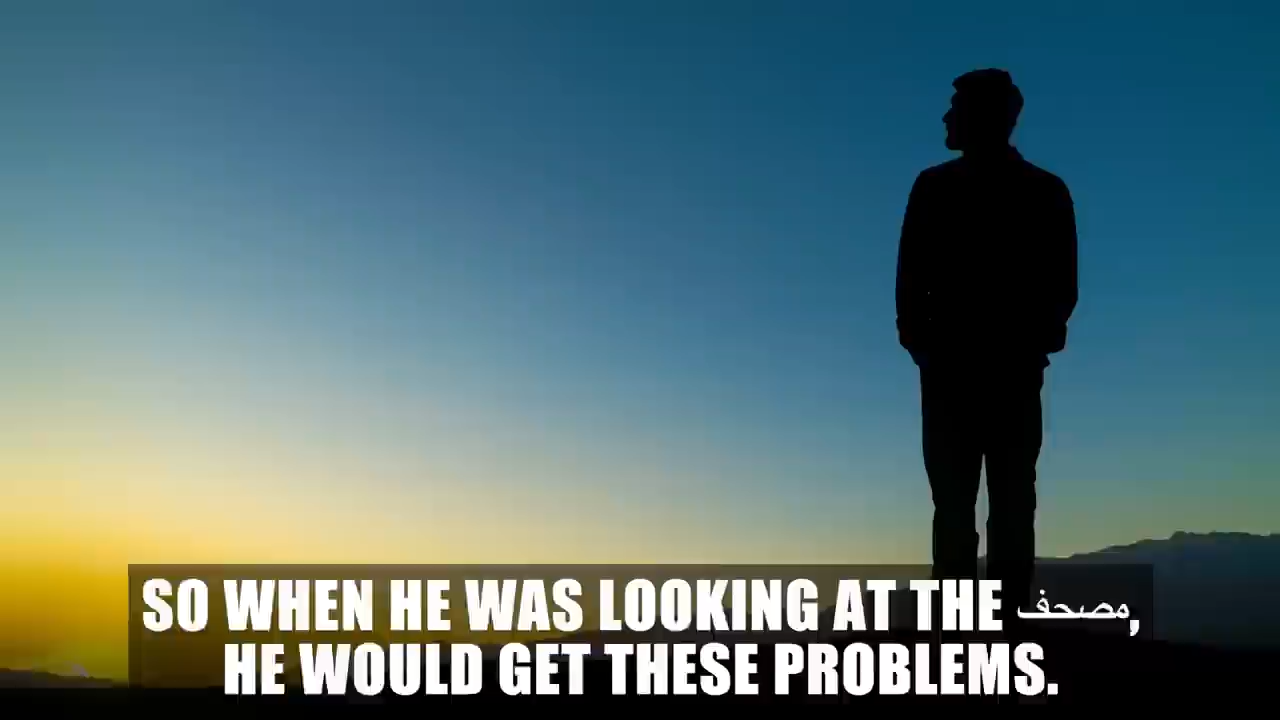 SO WHEN HE WAS LOOKING AT THE مصحف,
HE WOULD GET THESE PROBLEMS.